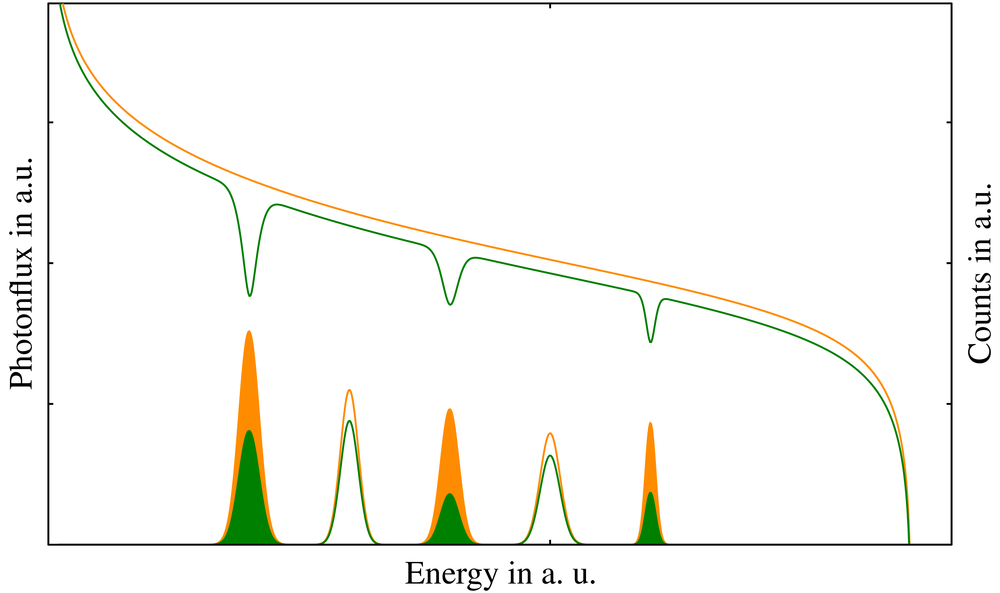 Photonflux in a.u.
Counts in a.u.
Energy in a. u.